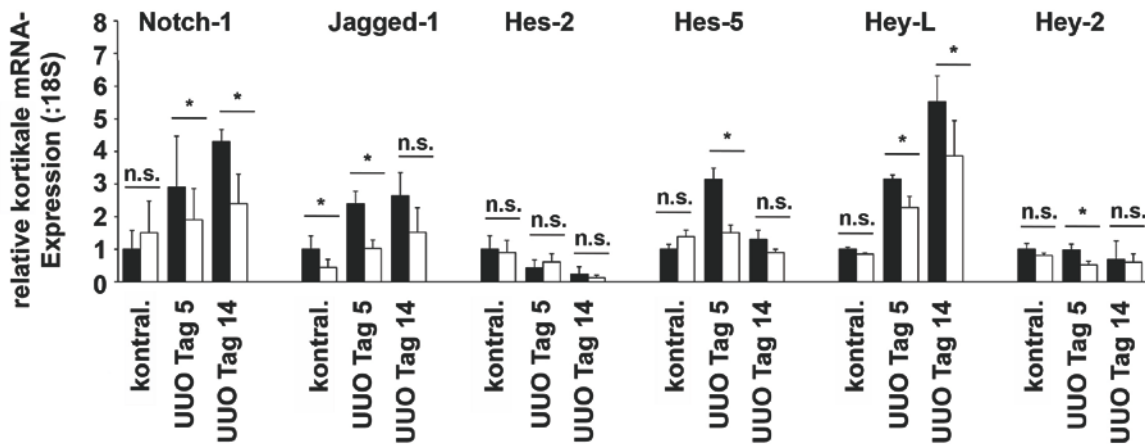 relative kortikale mRNA-
Expression (:18S)
8
7
6
5
4
3
2
1
0
Notch-1 Jagged-1 Hes-2 Hes-5 Hey-L Hey-2
n.s. * *
* * n.s.
n.s. n.s. n.s.
n.s. * n.s.
n.s. * *
n.s. * n.s.
kontral.
UUO Tag 5
UUO Tag 14
kontral.
UUO Tag 5
UUO Tag 14
kontral.
UUO Tag 5
UUO Tag 14
kontral.
UUO Tag 5
UUO Tag 14
kontral.
UUO Tag 5
UUO Tag 14
kontral.
UUO Tag 5
UUO Tag 14